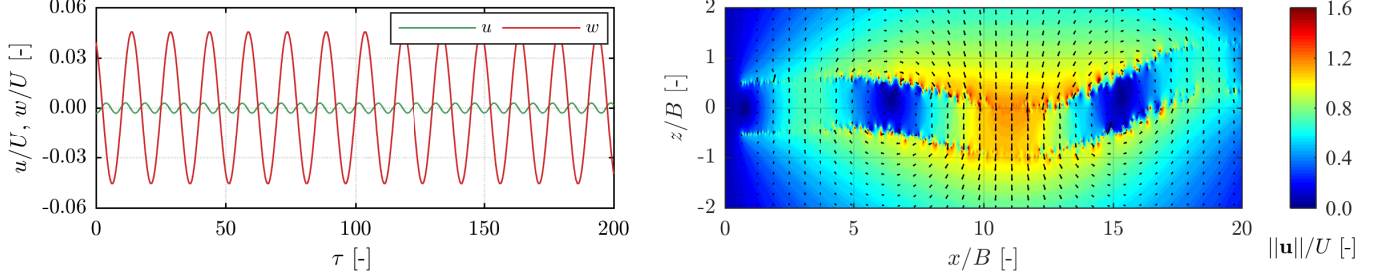 0.06
0.03
0.00
-0.03
-0.06
u/U, w/U [-]
u w
0 50 100 150 200
τ [-]
2
1
0
-1
-2
z/B [-]
0 5 10 15 20
x/B [-]
1.6
1.2
0.8
0.4
0.0
||u||/U [-]